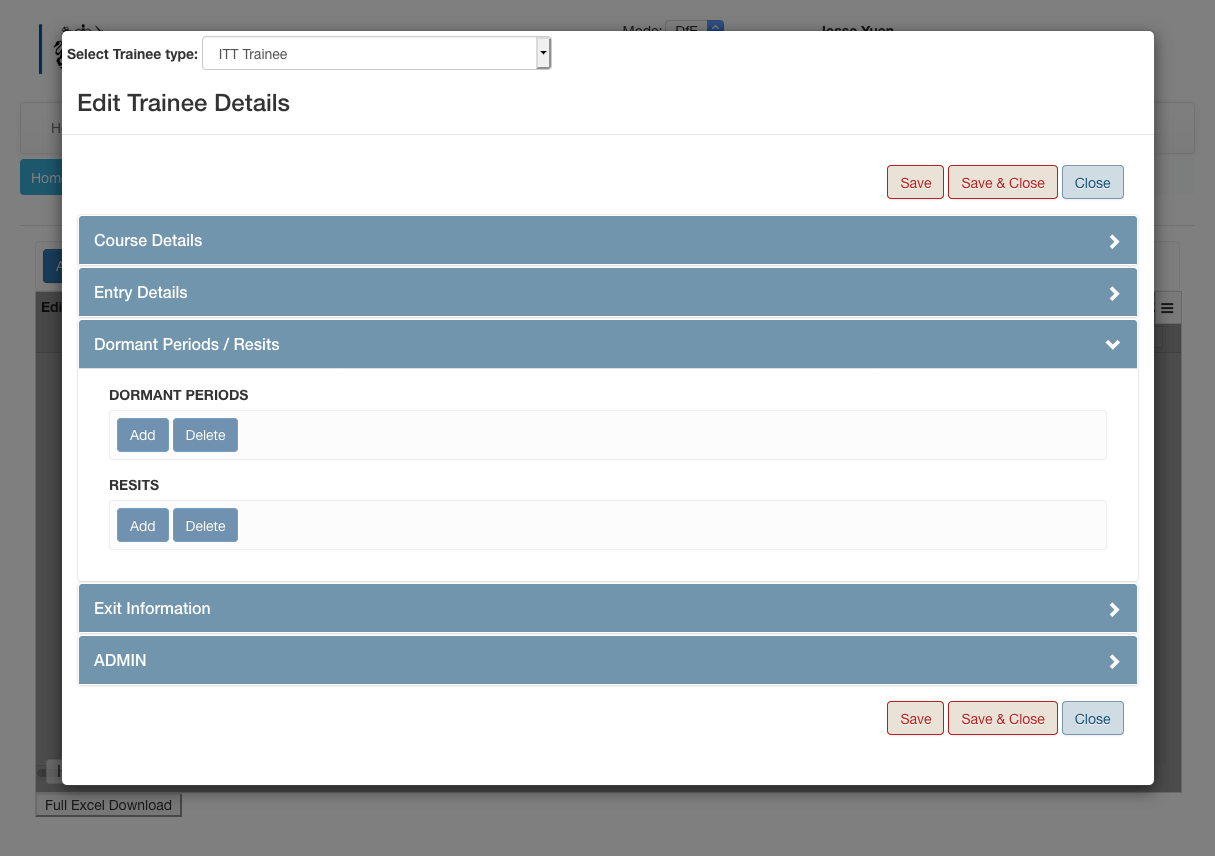 Mode: DfE
Jesse Yuen
Select Trainee type: ITT Trainee
Edit Trainee Details
Home
Save Save & Close Close
Course Details
Entry Details
Dormant Periods / Resits
DORMANT PERIODS
Add Delete
RESITS
Add Delete
Exit Information
ADMIN
Save Save & Close Close
Full Excel Download